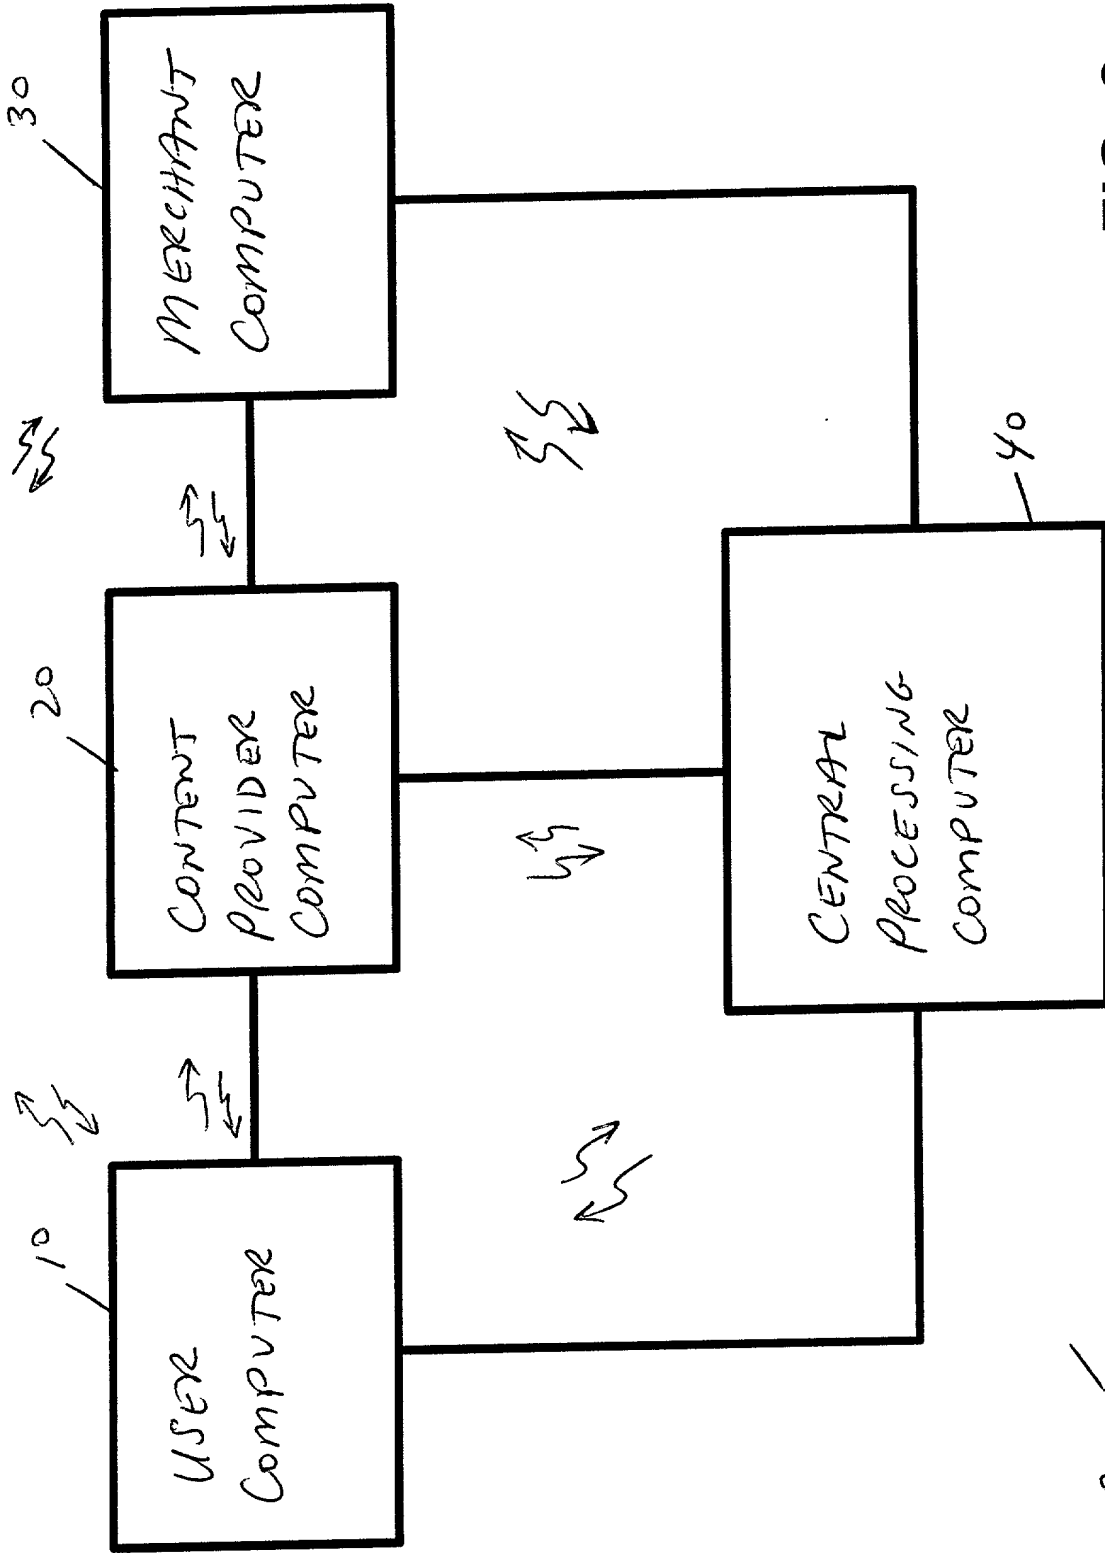 10
USER
COMPUTER
20
CONTENT
PROVIDER
COMPUTER
30
MERCHANT
COMPUTER
CENTRAL
PROCESSING
COMPUTER
40